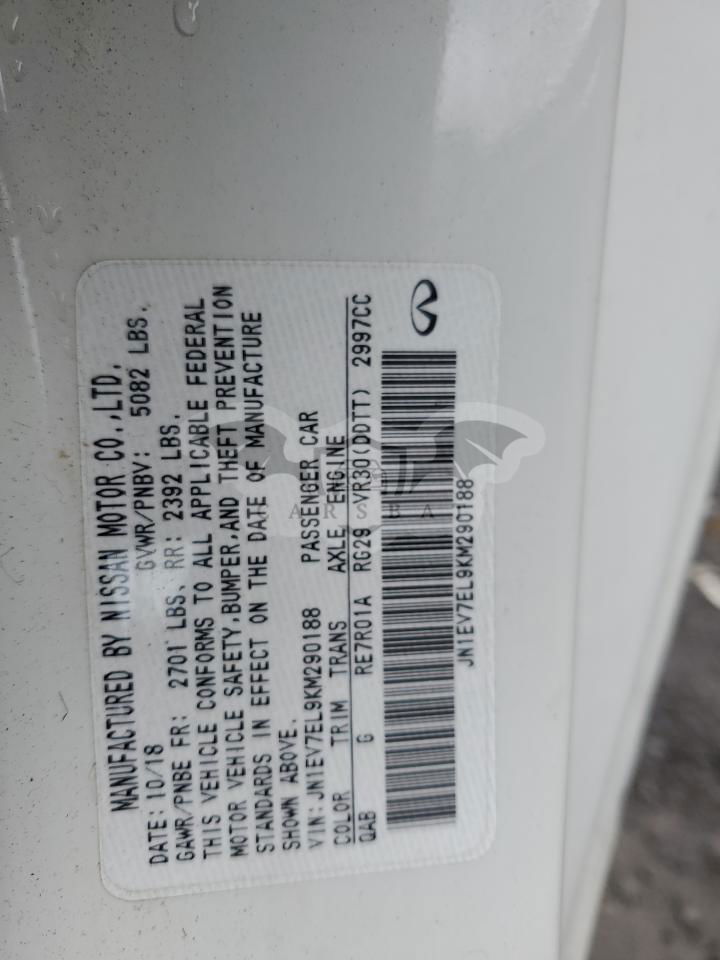 MANUFACTURED BY NISSAN MOTOR CO.,LTD.
DATE: 10/18 GVWR/PNBV: 5082 LBS.
GAWR/PNBE FR: 2701 LBS. RR: 2392 LBS.
THIS VEHICLE CONFORMS TO ALL APPLICABLE FEDERAL
MOTOR VEHICLE SAFETY,BUMPER,AND THEFT PREVENTION
STANDARDS IN EFFECT ON THE DATE OF MANUFACTURE
SHOWN ABOVE.
VIN: JN1EV7EL9KM290188 PASSENGER CAR
COLOR TRIM TRANS AXLE ENGINE
QAB G RE7R01A RG29 VR30(DDTT) 2997CC
JN1EV7EL9KM290188